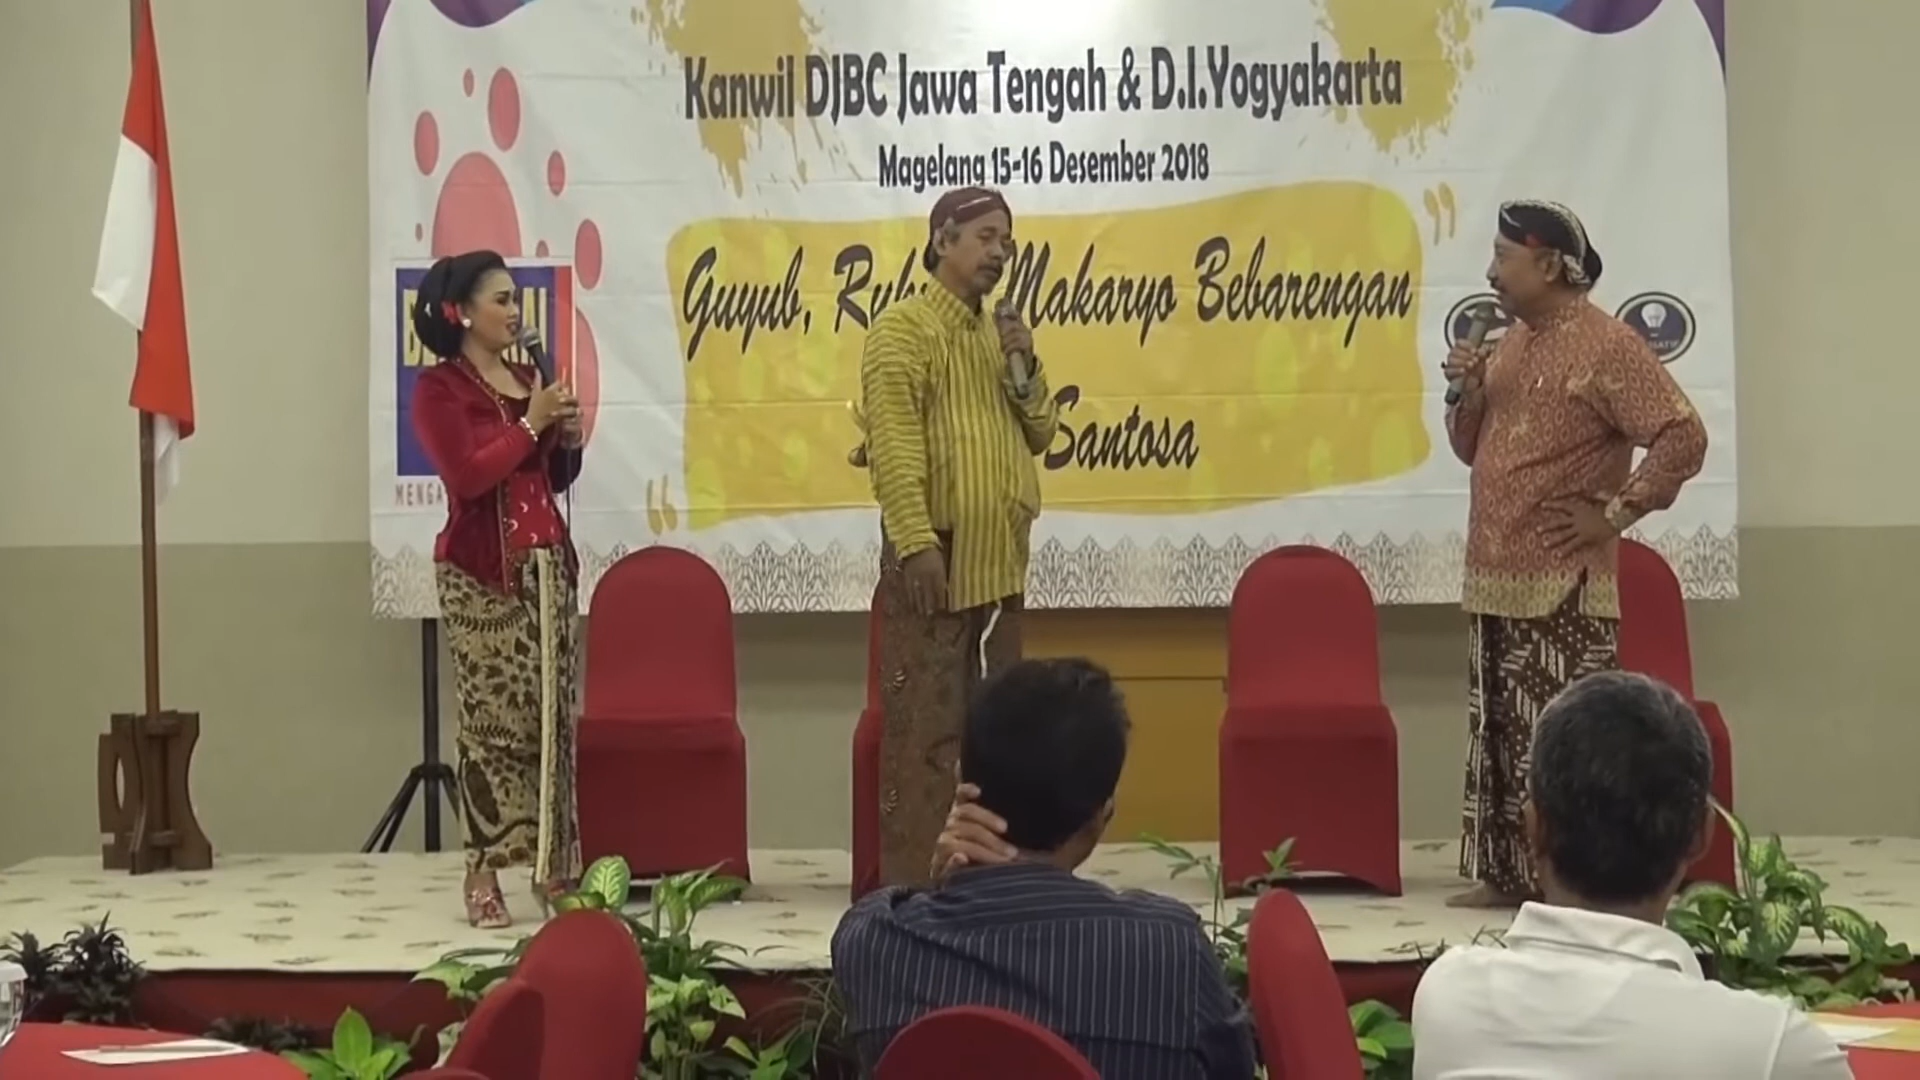 Kanwil DJBC Jawa Tengah & D.I.Yogyakarta
Magelang 15-16 Desember 2018
Guyub, Makaryo Bebarengan
Santosa